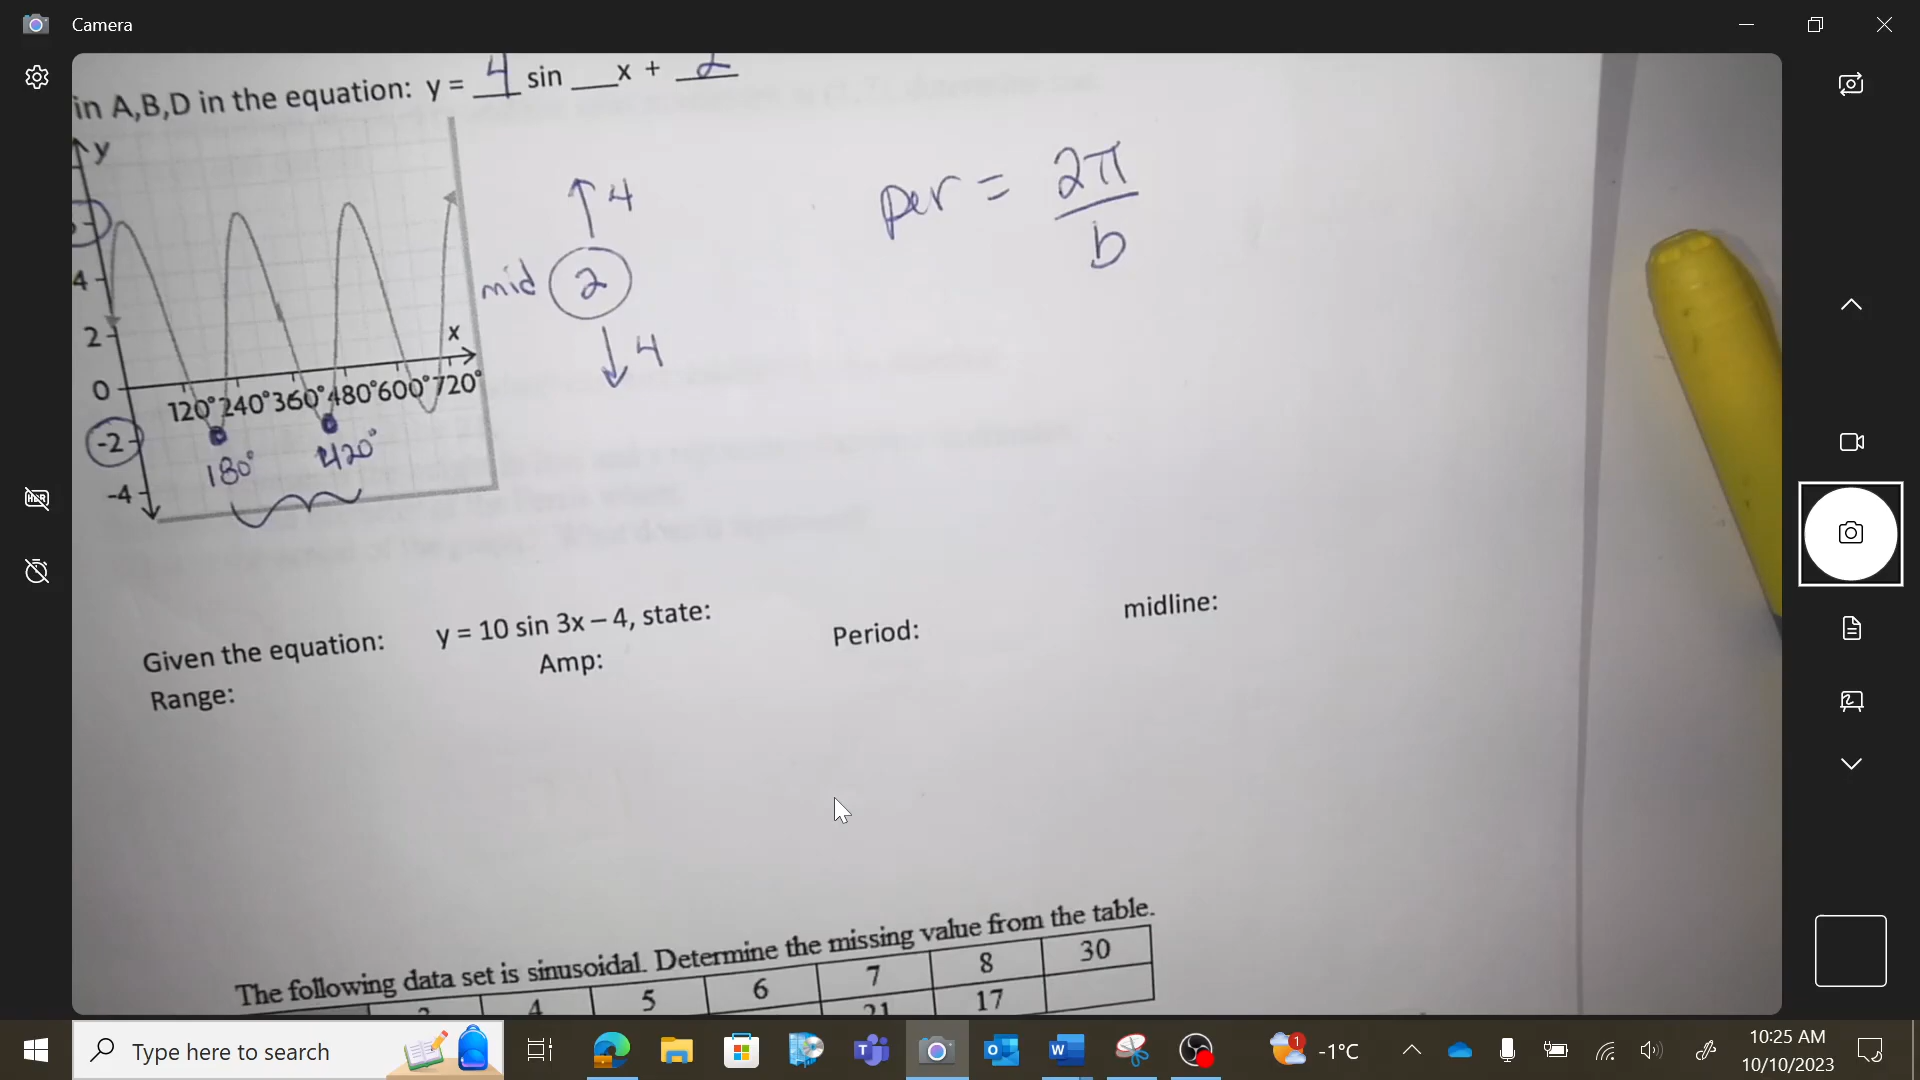 Camera
in A,B,D in the equation: y = 4 sin ___x + 2
y
4
2
0
-2
-4
x
120° 240° 360° 480° 600° 720°
180°
420°
↑4
mid 2
↓4
per = 2π
b
Given the equation: y = 10 sin 3x – 4, state:
Range: Amp: Period: midline:
The following data set is sinusoidal. Determine the missing value from the table.
4 5 6 7 8 30
21 17
Type here to search
1
-1°C
10:25 AM
10/10/2023